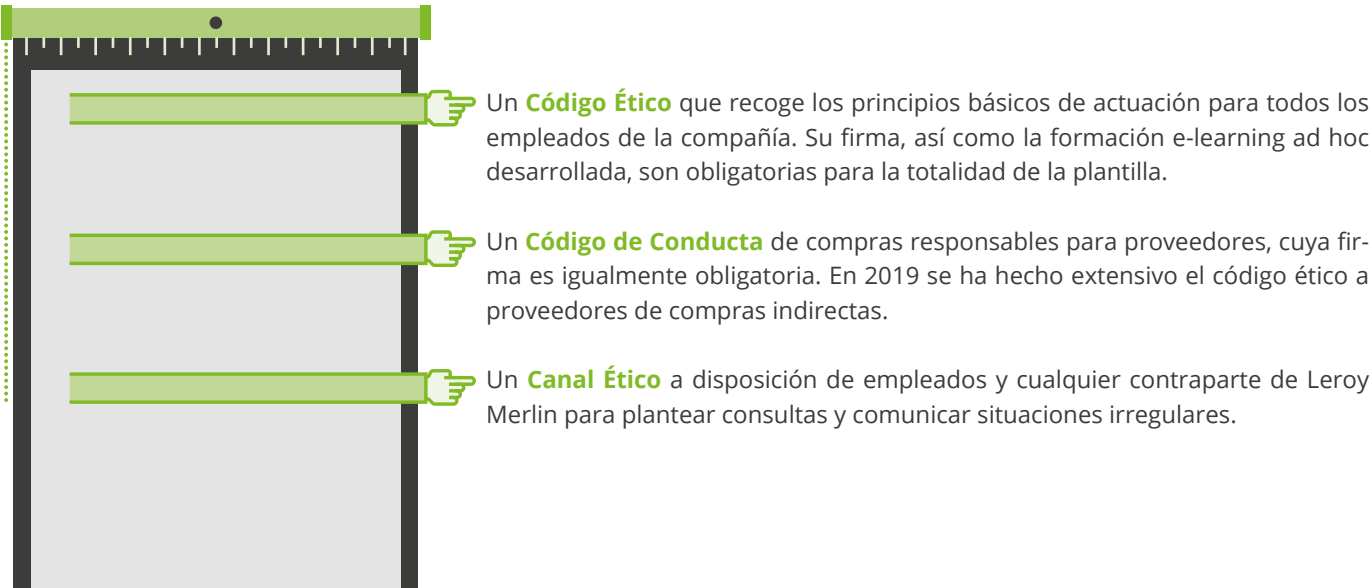 Un Código Ético que recoge los principios básicos de actuación para todos los
empleados de la compañía. Su firma, así como la formación e-learning ad hoc
desarrollada, son obligatorias para la totalidad de la plantilla.
Un Código de Conducta de compras responsables para proveedores, cuya fir-
ma es igualmente obligatoria. En 2019 se ha hecho extensivo el código ético a
proveedores de compras indirectas.
Un Canal Ético a disposición de empleados y cualquier contraparte de Leroy
Merlin para plantear consultas y comunicar situaciones irregulares.